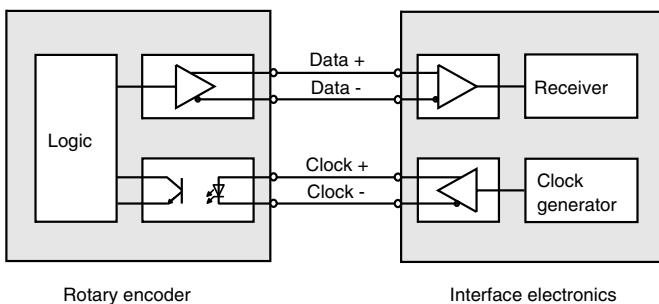 Data +
Data -
Receiver
Logic
Clock +
Clock -
Clock
generator
Rotary encoder
Interface electronics